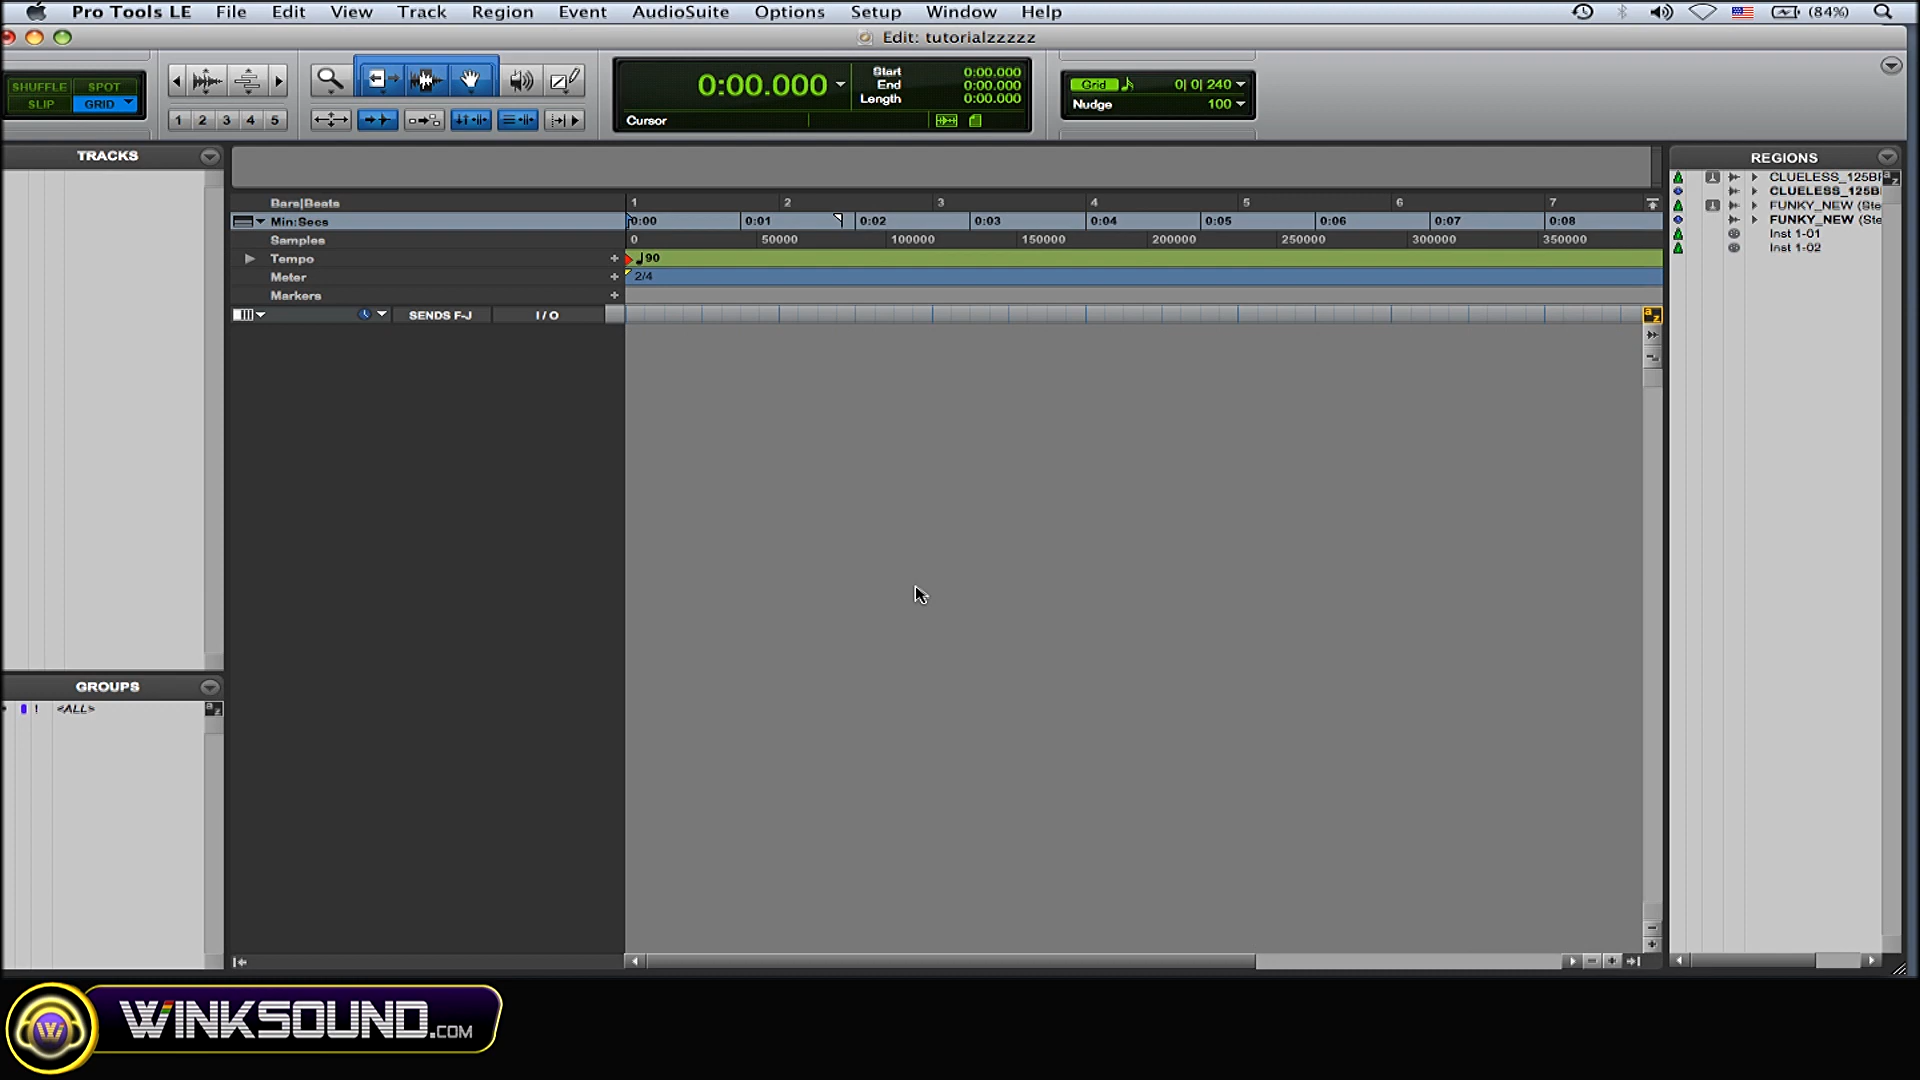 Pro Tools LE File Edit View Track Region Event AudioSuite Options Setup Window Help (84%)
Edit: tutorialzzzzz
SHUFFLE SPOT
SLIP GRID
1 2 3 4 5
0:00.000
Start 0:00.000
End 0:00.000
Length 0:00.000
Cursor
Grid 0| 0| 240
Nudge 100
TRACKS
REGIONS
Bars|Beats 1 2 3 4 5 6 7
Min:Secs 0:00 0:01 0:02 0:03 0:04 0:05 0:06 0:07 0:08
Samples 0 50000 100000 150000 200000 250000 300000 350000
Tempo + 90
Meter + 2/4
Markers +
SENDS F-J I / O
a z
CLUELESS_125BF
CLUELESS_125B
FUNKY_NEW (Ste
FUNKY_NEW (Ste
Inst 1-01
Inst 1-02
a z
GROUPS
! <ALL>
a z
W WINKSOUND.COM